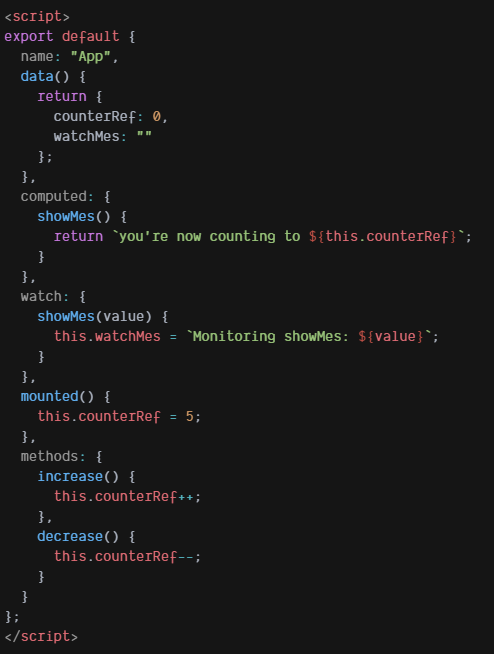 <script>
export default {
  name: "App",
  data() {
    return {
      counterRef: 0,
      watchMes: ""
    };
  },
  computed: {
    showMes() {
      return `you're now counting to ${this.counterRef}`;
    }
  },
  watch: {
    showMes(value) {
      this.watchMes = `Monitoring showMes: ${value}`;
    }
  },
  mounted() {
    this.counterRef = 5;
  },
  methods: {
    increase() {
      this.counterRef++;
    },
    decrease() {
      this.counterRef--;
    }
  }
};
</script>